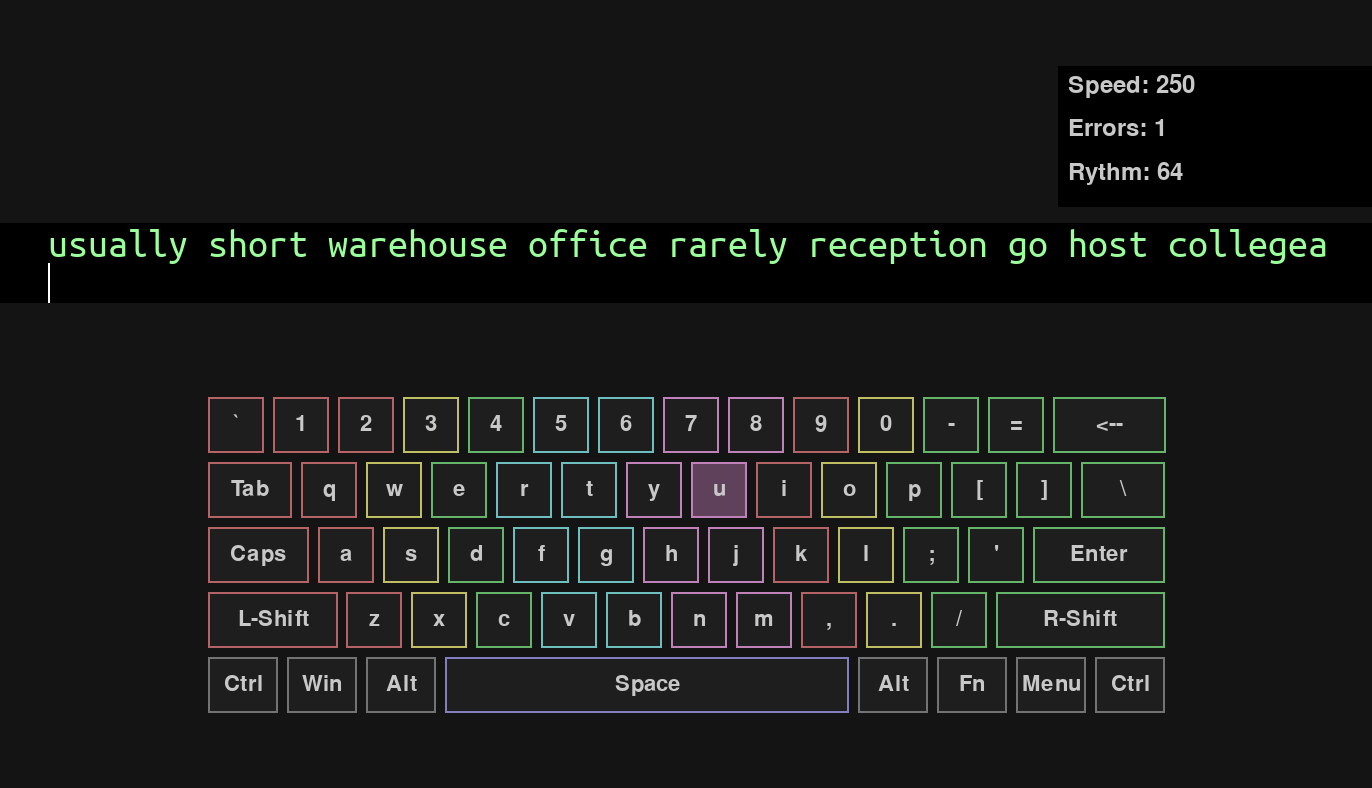 Speed: 250
Errors: 1
Rythm: 64
usually short warehouse office rarely reception go host collegea
` 1 2 3 4 5 6 7 8 9 0 - = <--
Tab q w e r t y u i o p [ ] \
Caps a s d f g h j k l ; ' Enter
L-Shift z x c v b n m , . / R-Shift
Ctrl Win Alt Space Alt Fn Menu Ctrl